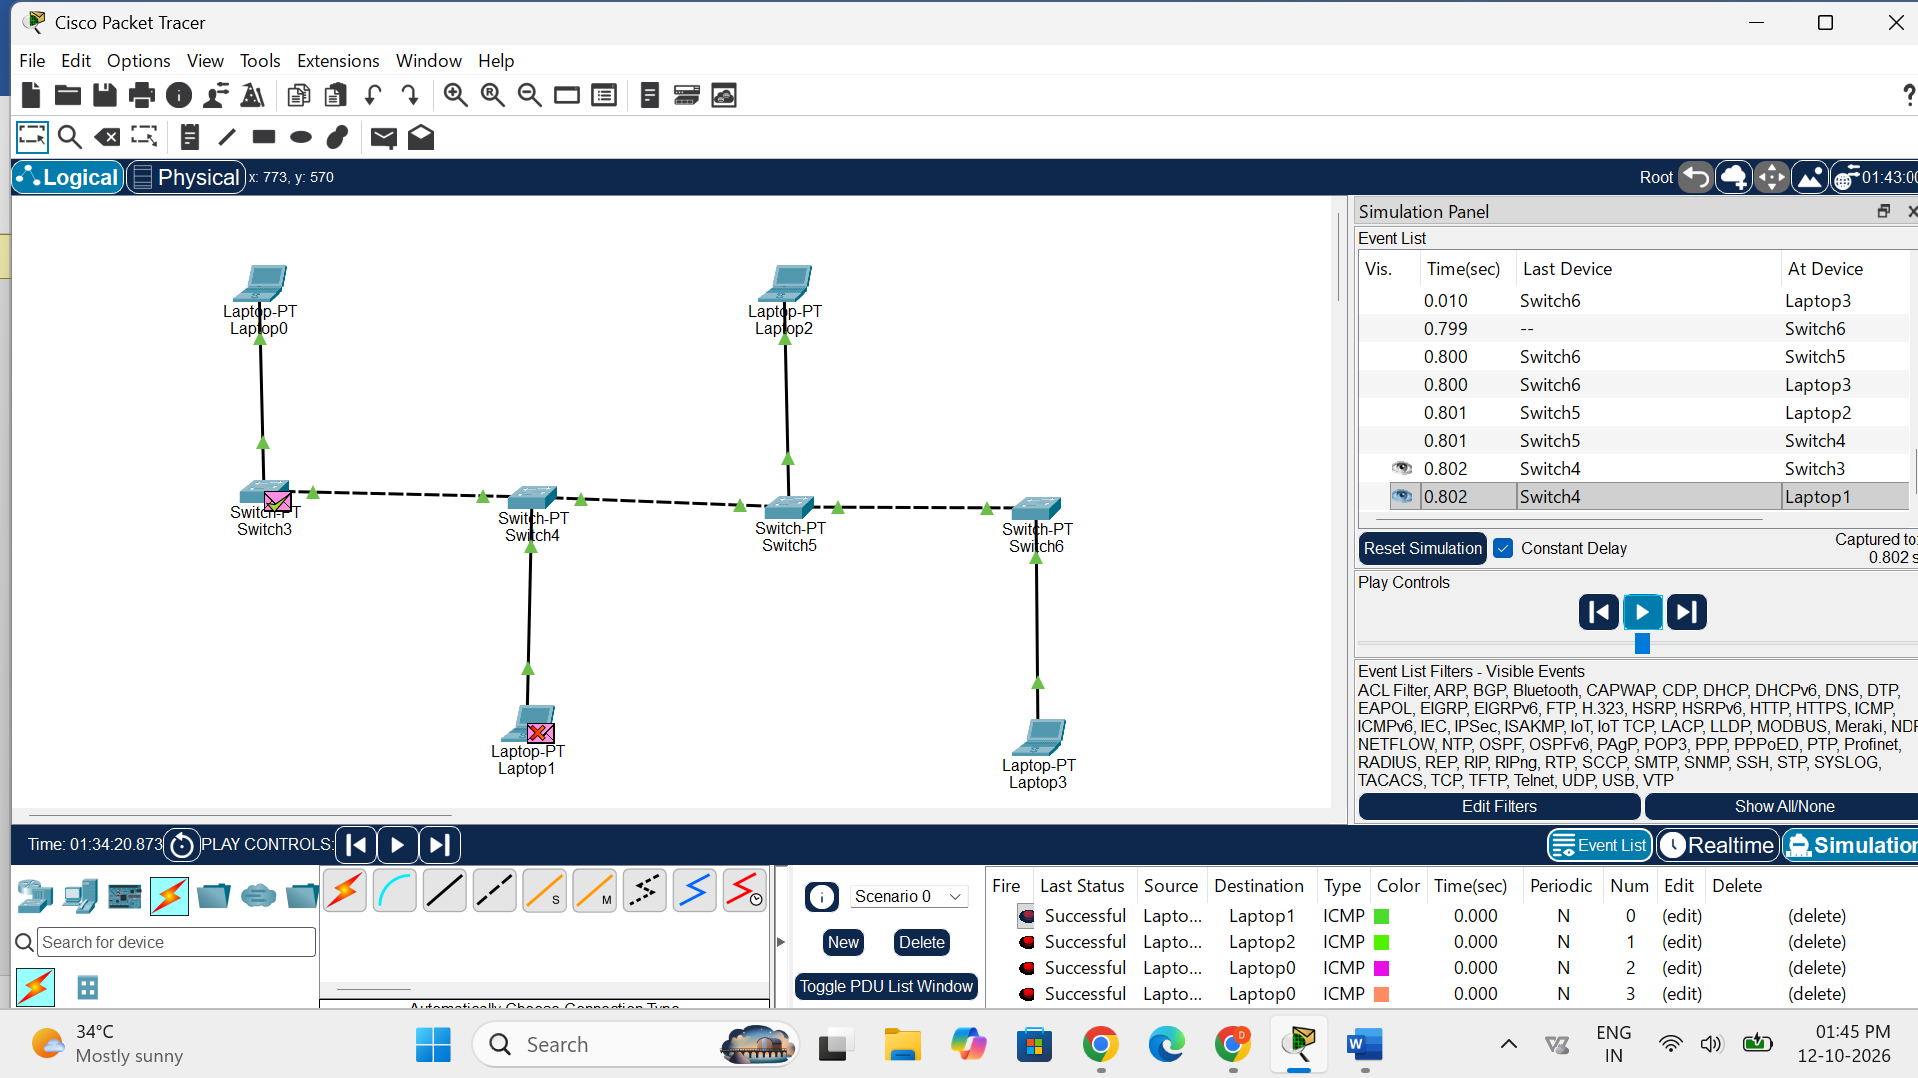 Cisco Packet Tracer
File Edit Options View Tools Extensions Window Help
?
Logical Physical x: 773, y: 570 Root 01:43:00
Simulation Panel
Event List
Vis. Time(sec) Last Device At Device
0.010 Switch6 Laptop3
0.799 -- Switch6
0.800 Switch6 Switch5
0.800 Switch6 Laptop3
0.801 Switch5 Laptop2
0.801 Switch5 Switch4
0.802 Switch4 Switch3
0.802 Switch4 Laptop1
Reset Simulation Constant Delay Captured to:
0.802 s
Play Controls
Event List Filters - Visible Events
ACL Filter, ARP, BGP, Bluetooth, CAPWAP, CDP, DHCP, DHCPv6, DNS, DTP,
EAPOL, EIGRP, EIGRPv6, FTP, H.323, HSRP, HSRPv6, HTTP, HTTPS, ICMP,
ICMPv6, IEC, IPSec, ISAKMP, IoT, IoT TCP, LACP, LLDP, MODBUS, Meraki, NDP
NETFLOW, NTP, OSPF, OSPFv6, PAgP, POP3, PPP, PPPoED, PTP, Profinet,
RADIUS, REP, RIP, RIPng, RTP, SCCP, SMTP, SNMP, SSH, STP, SYSLOG,
TACACS, TCP, TFTP, Telnet, UDP, USB, VTP
Edit Filters Show All/None
Laptop-PT
Laptop0
Laptop-PT
Laptop2
Switch-PT
Switch3
Switch-PT
Switch4
Switch-PT
Switch5
Switch-PT
Switch6
Laptop-PT
Laptop1
Laptop-PT
Laptop3
Time: 01:34:20.873 PLAY CONTROLS: Event List Realtime Simulation
S M
Search for device
Automatically Choose Connection Type
Scenario 0
New Delete
Toggle PDU List Window
Fire Last Status Source Destination Type Color Time(sec) Periodic Num Edit Delete
Successful Lapto... Laptop1 ICMP 0.000 N 0 (edit) (delete)
Successful Lapto... Laptop2 ICMP 0.000 N 1 (edit) (delete)
Successful Lapto... Laptop0 ICMP 0.000 N 2 (edit) (delete)
Successful Lapto... Laptop0 ICMP 0.000 N 3 (edit) (delete)
34°C
Mostly sunny
Search
ENG
IN
01:45 PM
12-10-2026